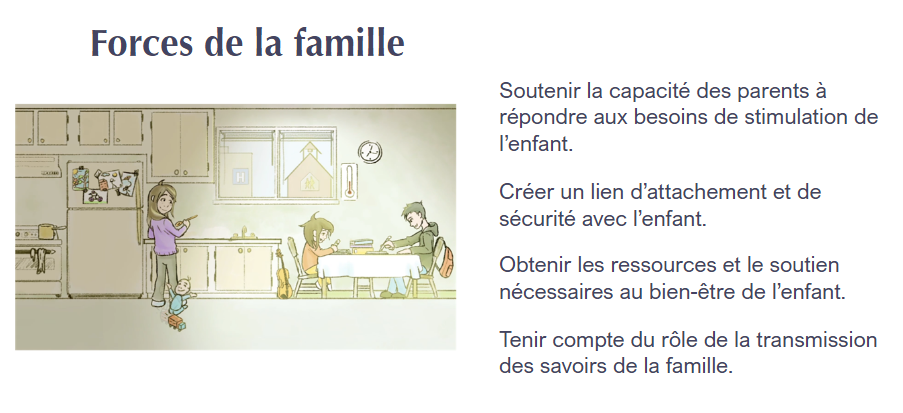 Forces de la famille
Soutenir la capacité des parents à
répondre aux besoins de stimulation de
l’enfant.
Créer un lien d’attachement et de
sécurité avec l’enfant.
Obtenir les ressources et le soutien
nécessaires au bien-être de l’enfant.
Tenir compte du rôle de la transmission
des savoirs de la famille.
H